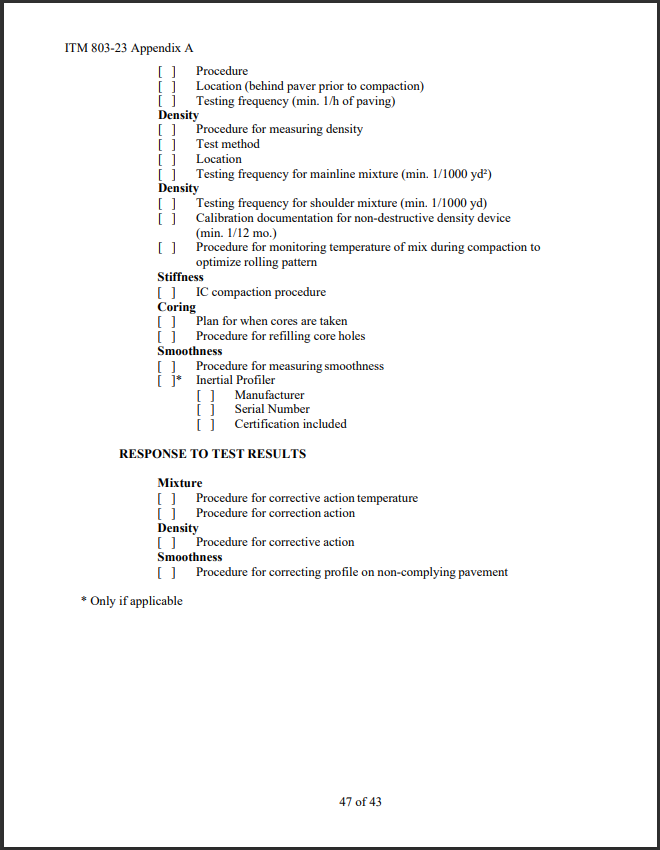 ITM 803-23 Appendix A
[ ] Procedure
[ ] Location (behind paver prior to compaction)
[ ] Testing frequency (min. 1/h of paving)
Density
[ ] Procedure for measuring density
[ ] Test method
[ ] Location
[ ] Testing frequency for mainline mixture (min. 1/1000 yd²)
Density
[ ] Testing frequency for shoulder mixture (min. 1/1000 yd)
[ ] Calibration documentation for non-destructive density device
(min. 1/12 mo.)
[ ] Procedure for monitoring temperature of mix during compaction to
optimize rolling pattern
Stiffness
[ ] IC compaction procedure
Coring
[ ] Plan for when cores are taken
[ ] Procedure for refilling core holes
Smoothness
[ ] Procedure for measuring smoothness
[ ]* Inertial Profiler
[ ] Manufacturer
[ ] Serial Number
[ ] Certification included
RESPONSE TO TEST RESULTS
Mixture
[ ] Procedure for corrective action temperature
[ ] Procedure for correction action
Density
[ ] Procedure for corrective action
Smoothness
[ ] Procedure for correcting profile on non-complying pavement
* Only if applicable
47 of 43